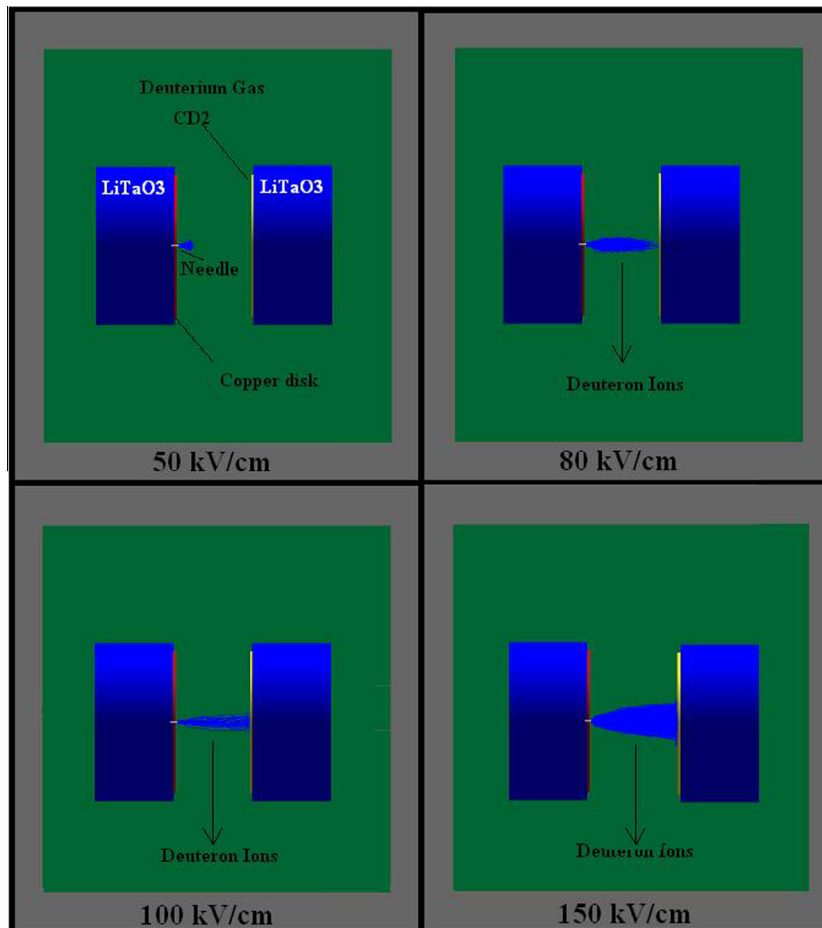 Deuterium Gas
CD2
LiTaO3
LiTaO3
Needle
Copper disk
50 kV/cm
Deuteron Ions
80 kV/cm
Deuteron Ions
100 kV/cm
Deuteron Ions
150 kV/cm